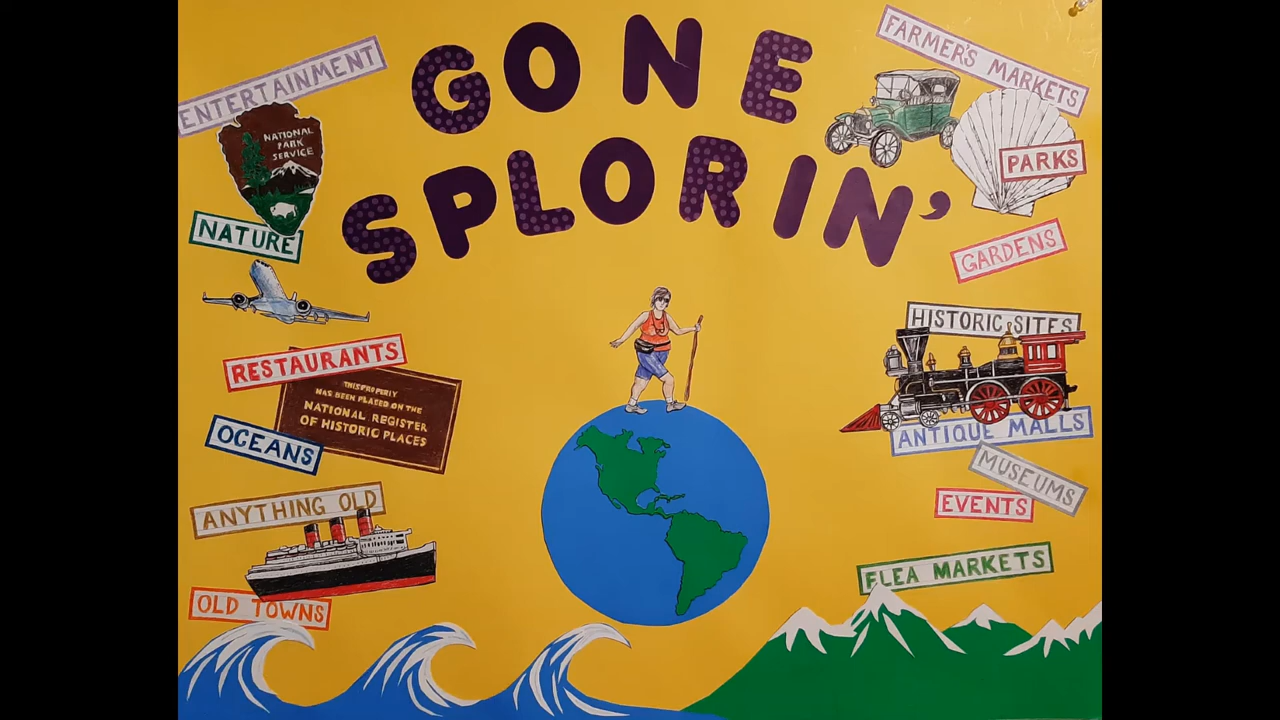 GONE
SPLORIN'
ENTERTAINMENT
NATIONAL
PARK
SERVICE
NATURE
RESTAURANTS
THIS PROPERTY
HAS BEEN PLACED ON THE
NATIONAL REGISTER
OF HISTORIC PLACES
OCEANS
ANYTHING OLD
OLD TOWNS
FARMER'S MARKETS
PARKS
GARDENS
HISTORIC SITES
ANTIQUE MALLS
MUSEUMS
EVENTS
FLEA MARKETS